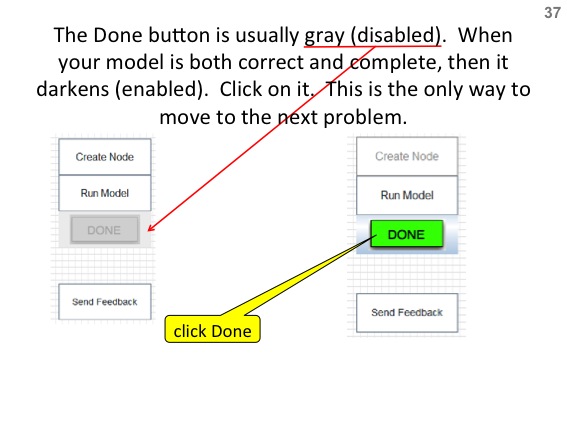 37
The Done button is usually gray (disabled).  When
your model is both correct and complete, then it
darkens (enabled).  Click on it.  This is the only way to
move to the next problem.
Create Node
Run Model
DONE
Send Feedback
Create Node
Run Model
DONE
Send Feedback
click Done